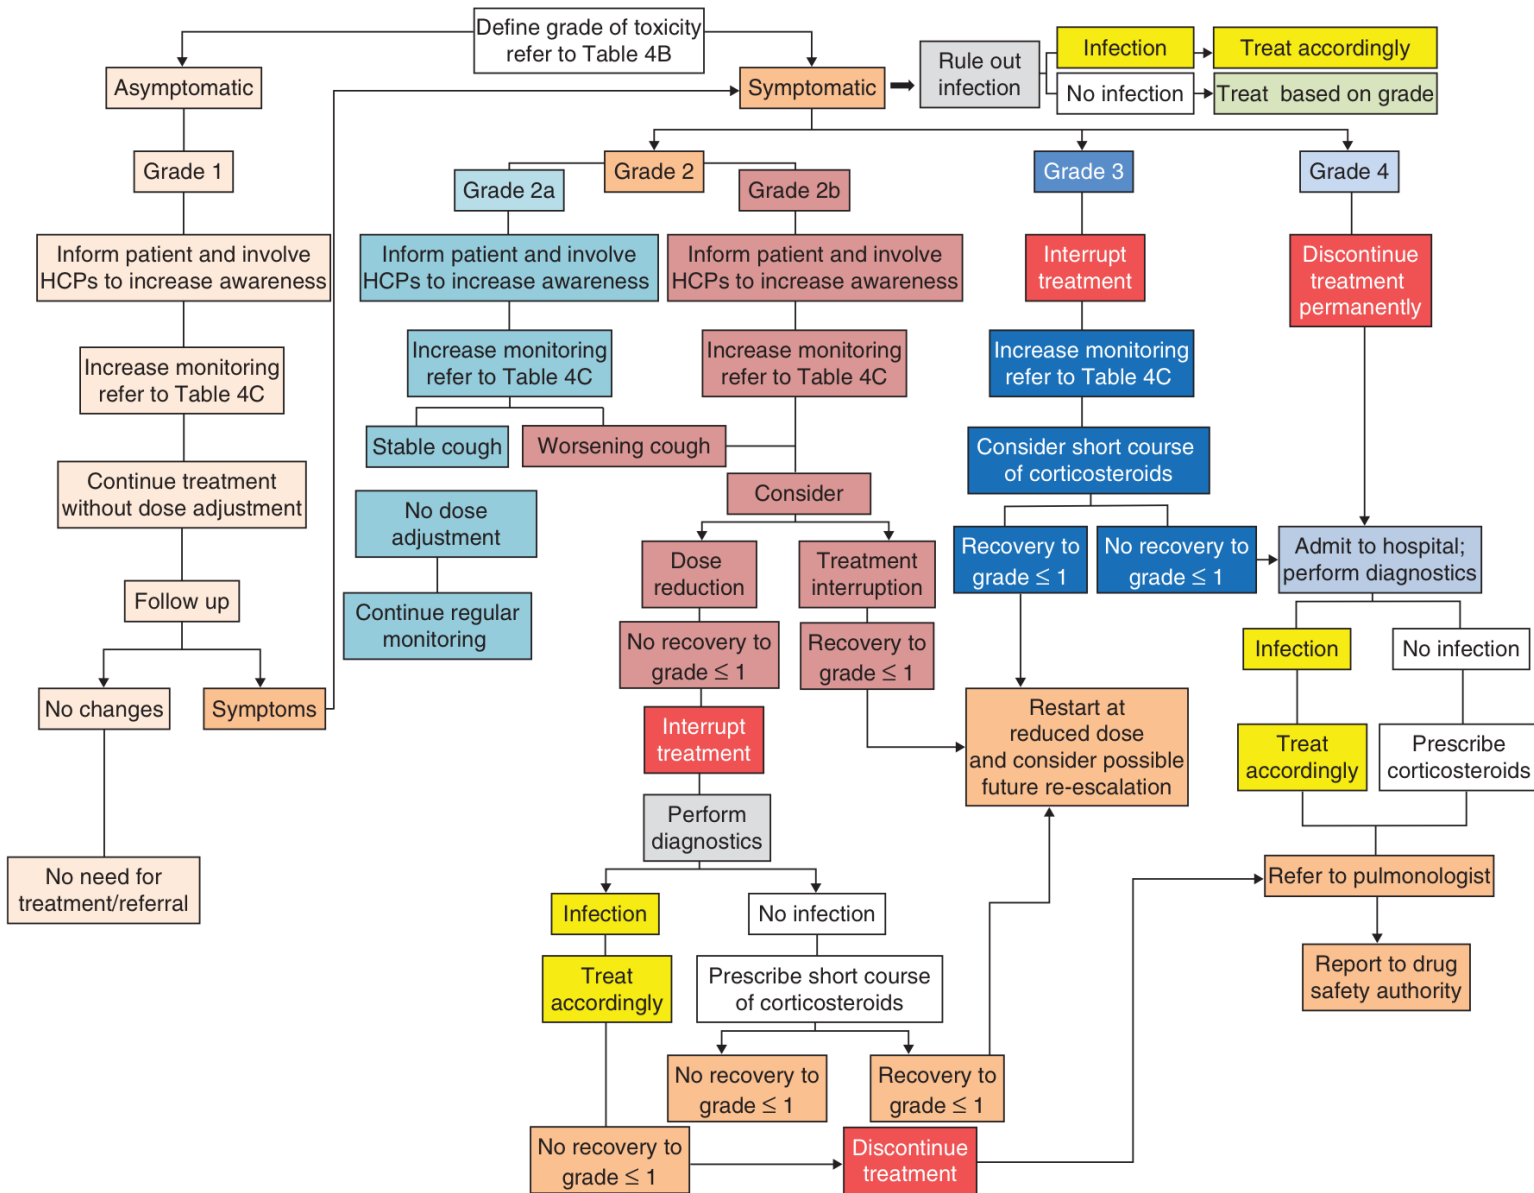 Define grade of toxicity
refer to Table 4B
Asymptomatic
Symptomatic
Rule out
infection
Infection
Treat accordingly
No infection
Treat based on grade
Grade 1
Grade 2
Grade 2a
Grade 2b
Grade 3
Grade 4
Inform patient and involve
HCPs to increase awareness
Inform patient and involve
HCPs to increase awareness
Inform patient and involve
HCPs to increase awareness
Interrupt
treatment
Discontinue
treatment
permanently
Increase monitoring
refer to Table 4C
Increase monitoring
refer to Table 4C
Increase monitoring
refer to Table 4C
Increase monitoring
refer to Table 4C
Stable cough
Worsening cough
Consider short course
of corticosteroids
Continue treatment
without dose adjustment
No dose
adjustment
Consider
Dose
reduction
Treatment
interruption
Recovery to
grade ≤ 1
No recovery to
grade ≤ 1
Admit to hospital;
perform diagnostics
Follow up
Continue regular
monitoring
No recovery to
grade ≤ 1
Recovery to
grade ≤ 1
Infection
No infection
No changes
Symptoms
Interrupt
treatment
Restart at
reduced dose
and consider possible
future re-escalation
Treat
accordingly
Prescribe
corticosteroids
Perform
diagnostics
No need for
treatment/referral
Refer to pulmonologist
Infection
No infection
Treat
accordingly
Prescribe short course
of corticosteroids
Report to drug
safety authority
No recovery to
grade ≤ 1
Recovery to
grade ≤ 1
No recovery to
grade ≤ 1
Discontinue
treatment